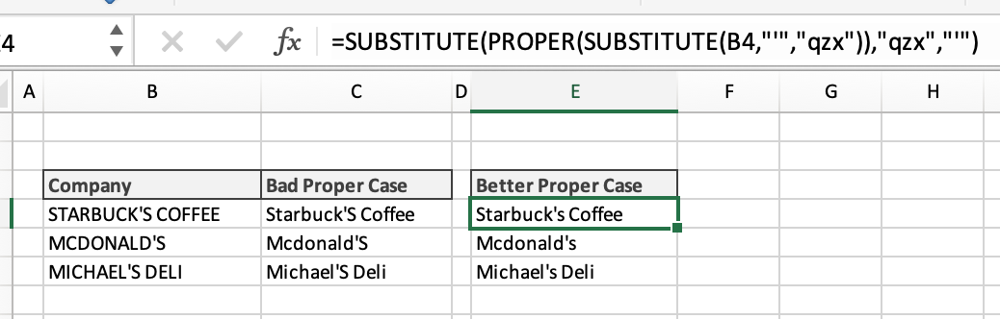 4 fx =SUBSTITUTE(PROPER(SUBSTITUTE(B4,"'","qzx")),"qzx","'")
A B C D E F G H
Company Bad Proper Case Better Proper Case
STARBUCK'S COFFEE Starbuck'S Coffee Starbuck's Coffee
MCDONALD'S Mcdonald'S Mcdonald's
MICHAEL'S DELI Michael'S Deli Michael's Deli